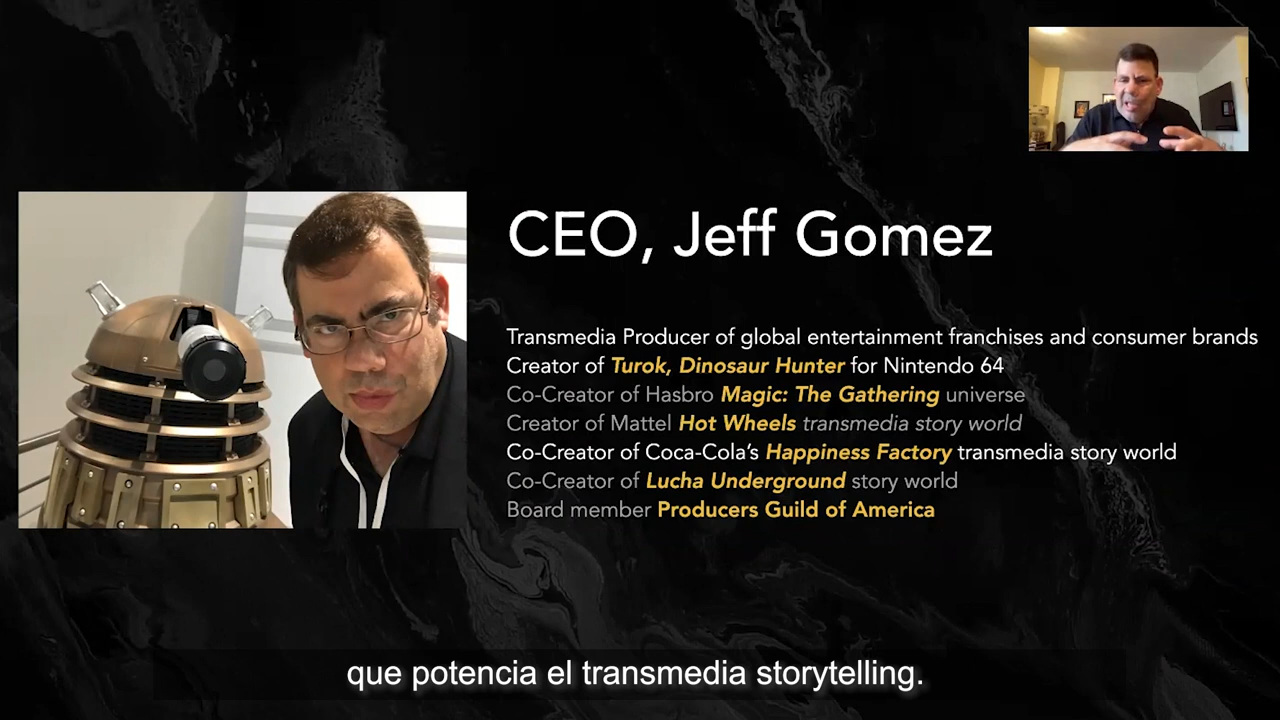 CEO, Jeff Gomez
Transmedia Producer of global entertainment franchises and consumer brands
Creator of Turok, Dinosaur Hunter for Nintendo 64
Co-Creator of Hasbro Magic: The Gathering universe
Creator of Mattel Hot Wheels transmedia story world
Co-Creator of Coca-Cola's Happiness Factory transmedia story world
Co-Creator of Lucha Underground story world
Board member Producers Guild of America
que potencia el transmedia storytelling.